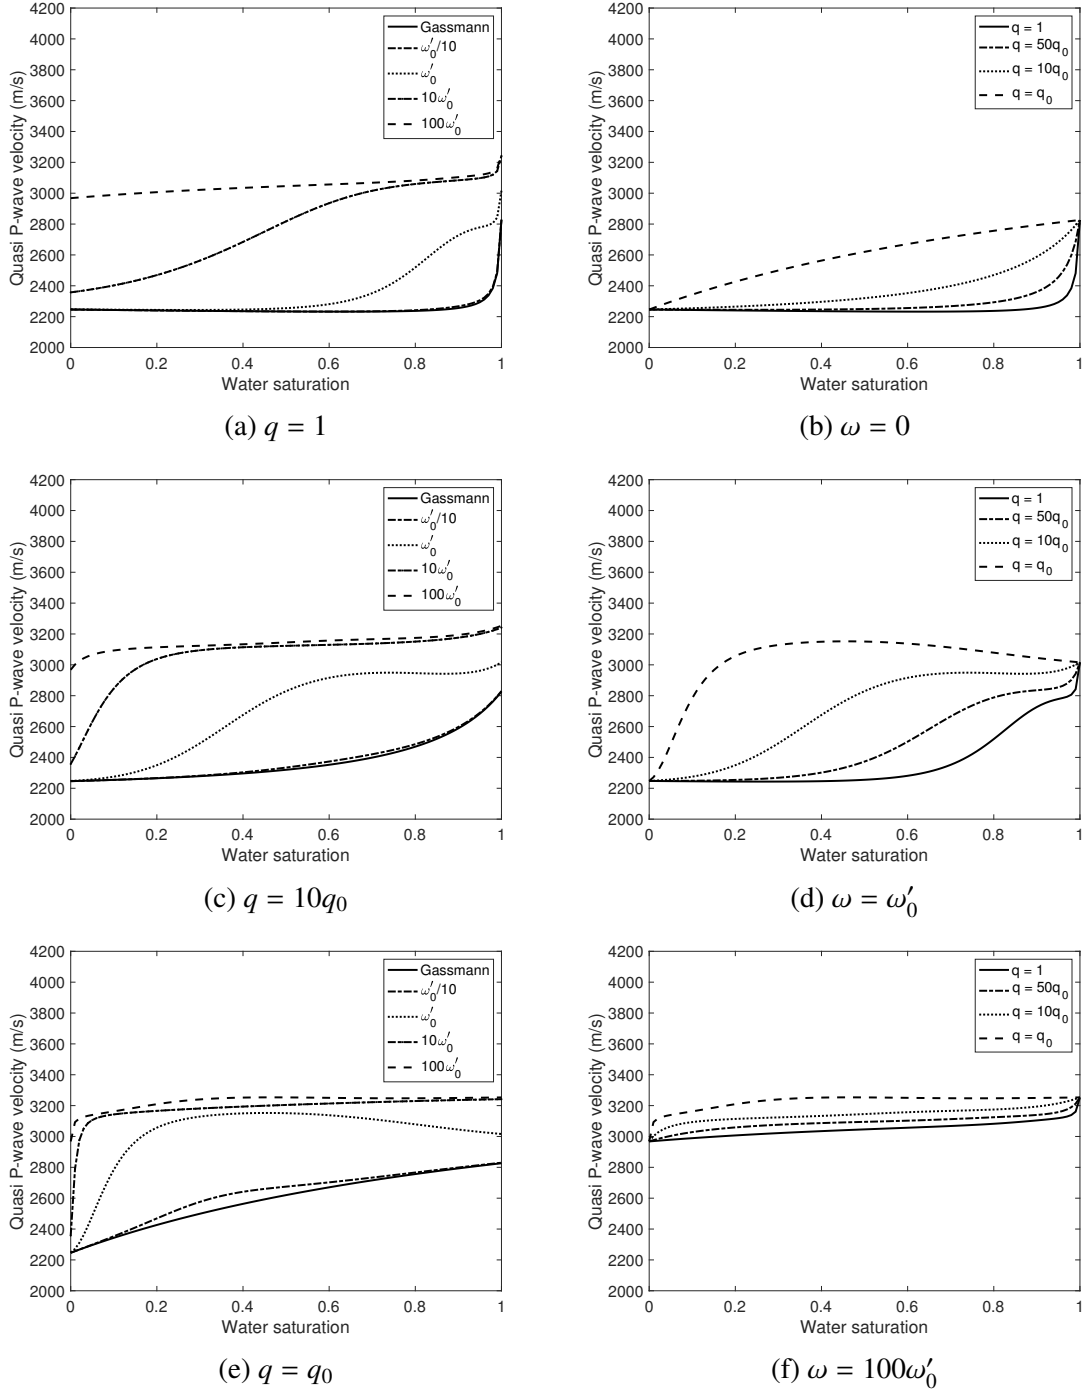 4200
4000
3800
3600
3400
3200
3000
2800
2600
2400
2200
2000
Quasi P-wave velocity (m/s)
0 0.2 0.4 0.6 0.8 1
Water saturation
Gassmann
ω′0/10
ω′0
10ω′0
100ω′0
(a) q = 1
4200
4000
3800
3600
3400
3200
3000
2800
2600
2400
2200
2000
Quasi P-wave velocity (m/s)
0 0.2 0.4 0.6 0.8 1
Water saturation
q = 1
q = 50q0
q = 10q0
q = q0
(b) ω = 0
4200
4000
3800
3600
3400
3200
3000
2800
2600
2400
2200
2000
Quasi P-wave velocity (m/s)
0 0.2 0.4 0.6 0.8 1
Water saturation
Gassmann
ω′0/10
ω′0
10ω′0
100ω′0
(c) q = 10q0
4200
4000
3800
3600
3400
3200
3000
2800
2600
2400
2200
2000
Quasi P-wave velocity (m/s)
0 0.2 0.4 0.6 0.8 1
Water saturation
q = 1
q = 50q0
q = 10q0
q = q0
(d) ω = ω′0
4200
4000
3800
3600
3400
3200
3000
2800
2600
2400
2200
2000
Quasi P-wave velocity (m/s)
0 0.2 0.4 0.6 0.8 1
Water saturation
Gassmann
ω′0/10
ω′0
10ω′0
100ω′0
(e) q = q0
4200
4000
3800
3600
3400
3200
3000
2800
2600
2400
2200
2000
Quasi P-wave velocity (m/s)
0 0.2 0.4 0.6 0.8 1
Water saturation
q = 1
q = 50q0
q = 10q0
q = q0
(f) ω = 100ω′0